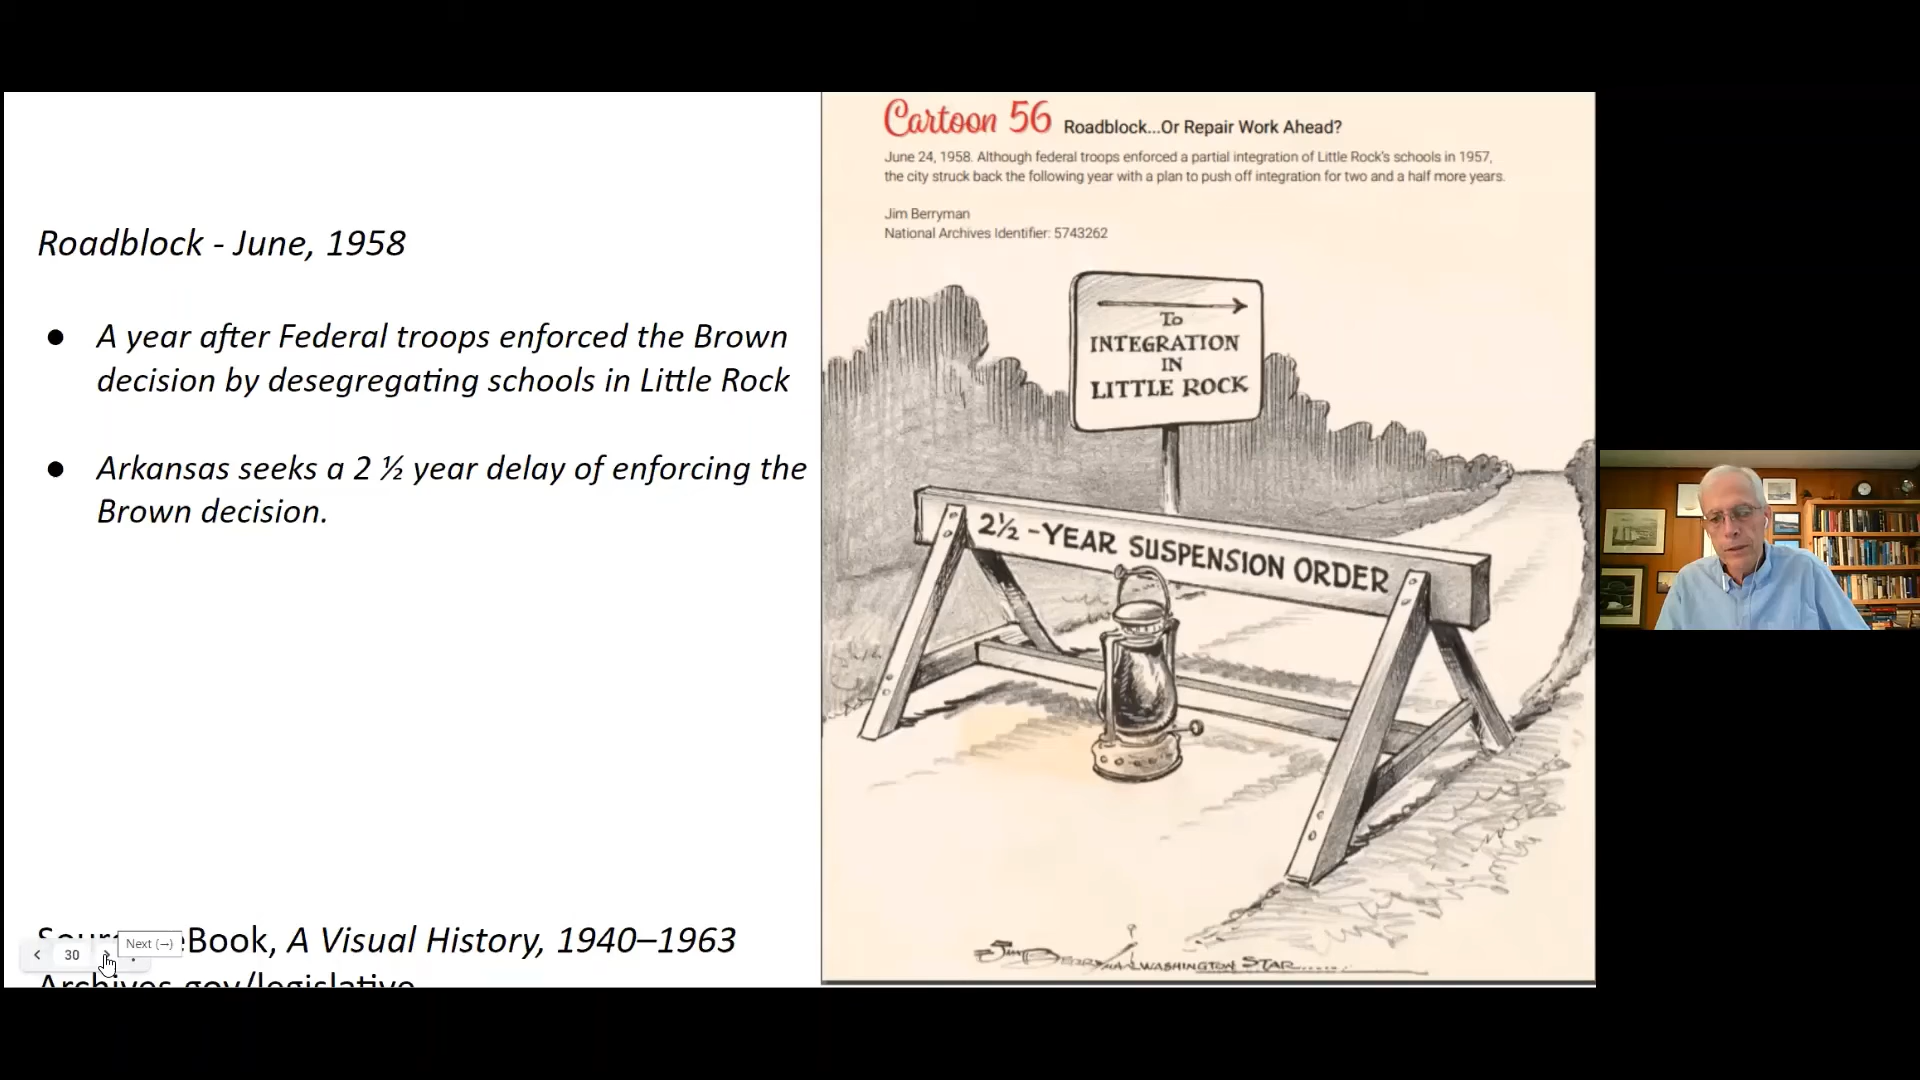 Roadblock - June, 1958
● A year after Federal troops enforced the Brown
decision by desegregating schools in Little Rock
● Arkansas seeks a 2 ½ year delay of enforcing the
Brown decision.
eBook, A Visual History, 1940–1963
Archives.gov/legislative
30
Next (→)
Cartoon 56 Roadblock...Or Repair Work Ahead?
June 24, 1958. Although federal troops enforced a partial integration of Little Rock's schools in 1957,
the city struck back the following year with a plan to push off integration for two and a half more years.
Jim Berryman
National Archives Identifier: 5743262
To
INTEGRATION
IN
LITTLE ROCK
2½-YEAR SUSPENSION ORDER
Jim Berryman WASHINGTON STAR